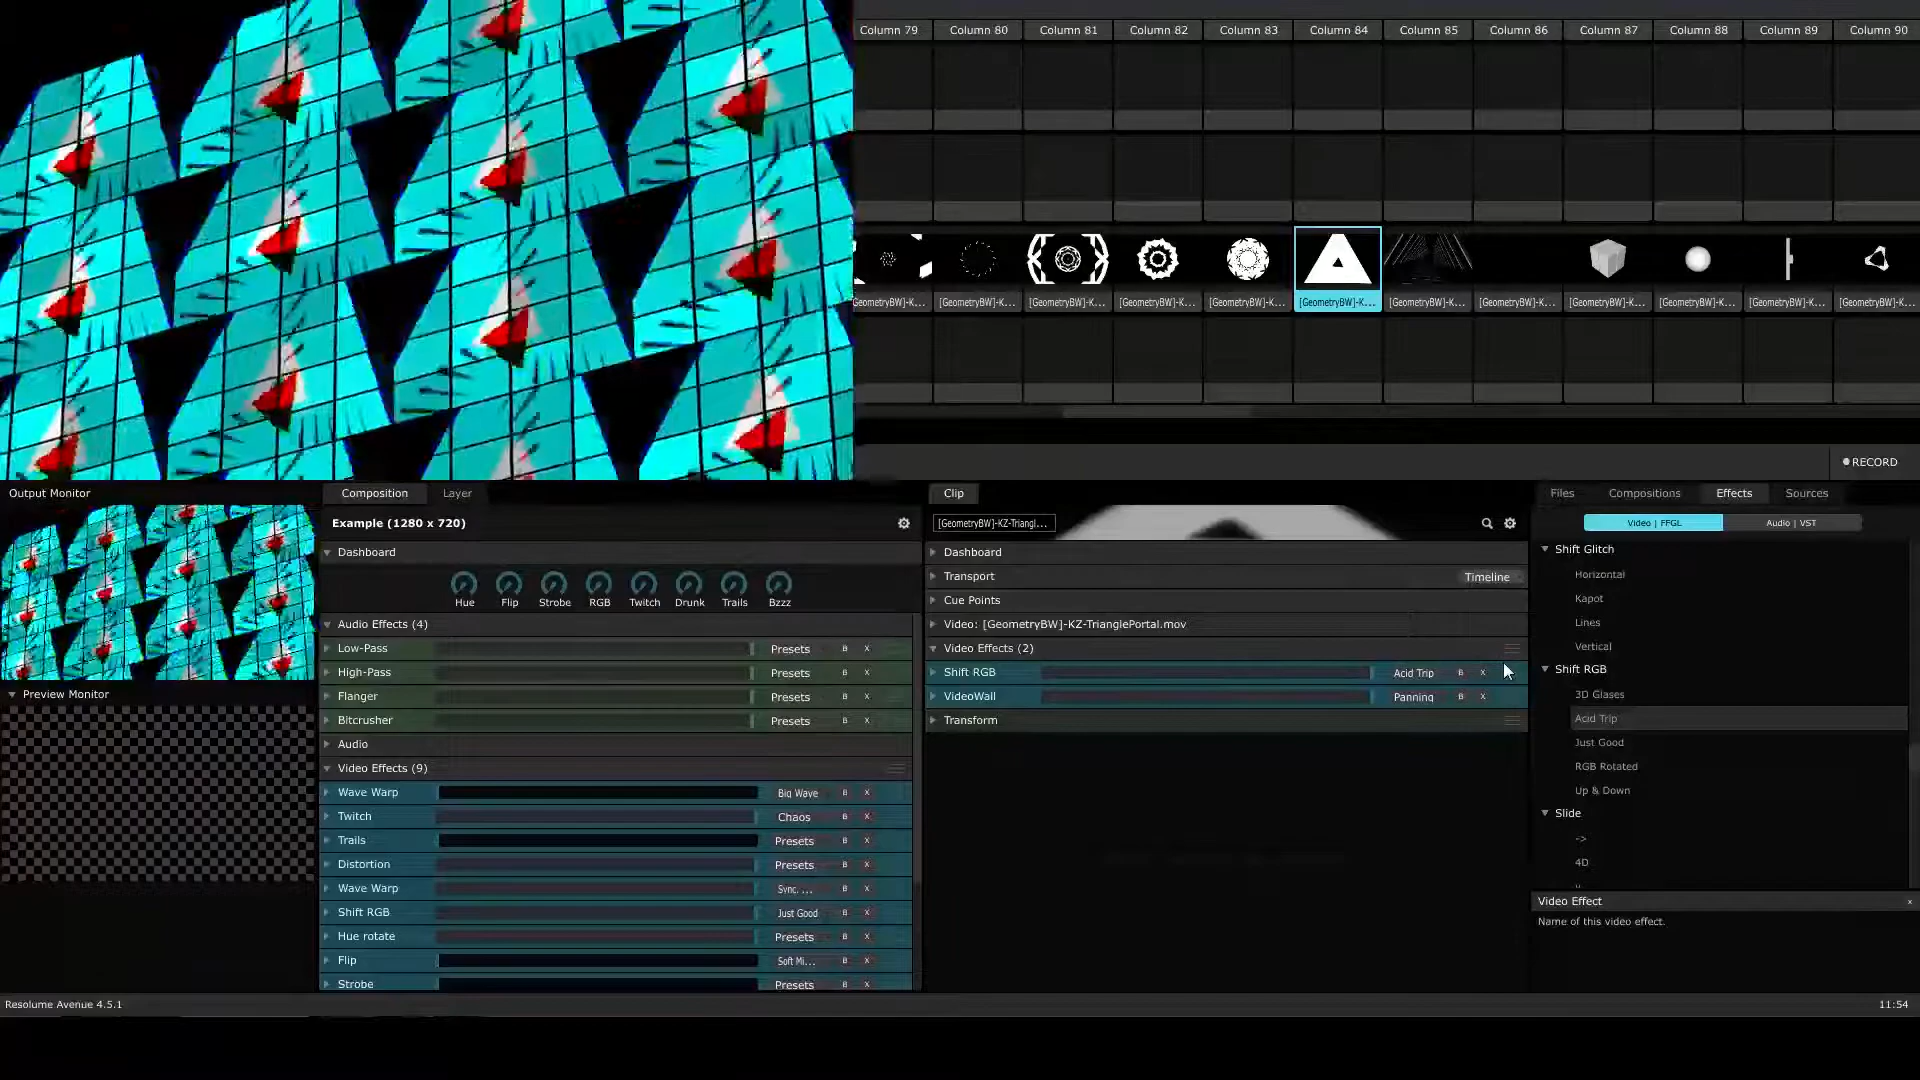 Column 79 Column 80 Column 81 Column 82 Column 83 Column 84 Column 85 Column 86 Column 87 Column 88 Column 89 Column 90
[GeometryBW]-K... [GeometryBW]-K... [GeometryBW]-K... [GeometryBW]-K... [GeometryBW]-K... [GeometryBW]-K... [GeometryBW]-K... [GeometryBW]-K... [GeometryBW]-K... [GeometryBW]-K... [GeometryBW]-K... [GeometryBW]-K...
RECORD
Output Monitor
Preview Monitor
Composition Layer
Example (1280 x 720)
Dashboard
Hue Flip Strobe RGB Twitch Drunk Trails Bzzz
Audio Effects (4)
Low-Pass Presets B X
High-Pass Presets B X
Flanger Presets B X
Bitcrusher Presets B X
Audio
Video Effects (9)
Wave Warp Big Wave B X
Twitch Chaos B X
Trails Presets B X
Distortion Presets B X
Wave Warp Sync. ... B X
Shift RGB Just Good B X
Hue rotate Presets B X
Flip Soft Mi... B X
Strobe Presets B X
Clip
[GeometryBW]-KZ-Triangl...
Dashboard
Transport Timeline
Cue Points
Video: [GeometryBW]-KZ-TrianglePortal.mov
Video Effects (2)
Shift RGB Acid Trip B X
VideoWall Panning B X
Transform
Files Compositions Effects Sources
Video | FFGL Audio | VST
Shift Glitch
Horizontal
Kapot
Lines
Vertical
Shift RGB
3D Glasses
Acid Trip
Just Good
RGB Rotated
Up & Down
Slide
->
4D
Video Effect x
Name of this video effect.
Resolume Avenue 4.5.1 11:54